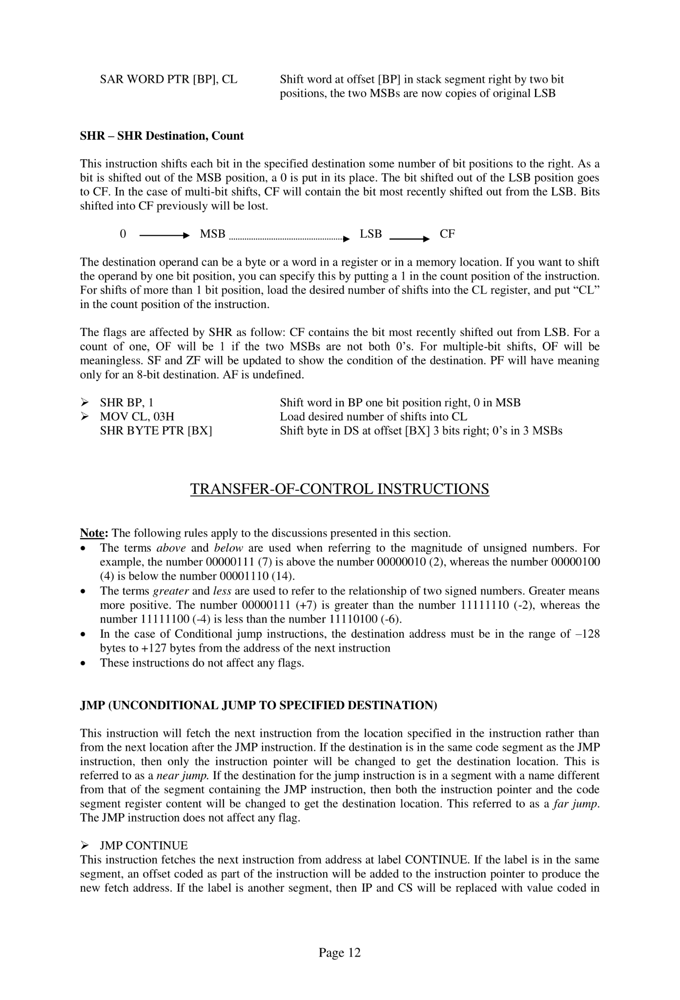 SAR WORD PTR [BP], CL Shift word at offset [BP] in stack segment right by two bit
positions, the two MSBs are now copies of original LSB
SHR – SHR Destination, Count
This instruction shifts each bit in the specified destination some number of bit positions to the right. As a
bit is shifted out of the MSB position, a 0 is put in its place. The bit shifted out of the LSB position goes
to CF. In the case of multi-bit shifts, CF will contain the bit most recently shifted out from the LSB. Bits
shifted into CF previously will be lost.
0 MSB LSB CF
The destination operand can be a byte or a word in a register or in a memory location. If you want to shift
the operand by one bit position, you can specify this by putting a 1 in the count position of the instruction.
For shifts of more than 1 bit position, load the desired number of shifts into the CL register, and put “CL”
in the count position of the instruction.
The flags are affected by SHR as follow: CF contains the bit most recently shifted out from LSB. For a
count of one, OF will be 1 if the two MSBs are not both 0’s. For multiple-bit shifts, OF will be
meaningless. SF and ZF will be updated to show the condition of the destination. PF will have meaning
only for an 8-bit destination. AF is undefined.
➢ SHR BP, 1 Shift word in BP one bit position right, 0 in MSB
➢ MOV CL, 03H Load desired number of shifts into CL
SHR BYTE PTR [BX] Shift byte in DS at offset [BX] 3 bits right; 0’s in 3 MSBs
TRANSFER-OF-CONTROL INSTRUCTIONS
Note: The following rules apply to the discussions presented in this section.
• The terms above and below are used when referring to the magnitude of unsigned numbers. For
example, the number 00000111 (7) is above the number 00000010 (2), whereas the number 00000100
(4) is below the number 00001110 (14).
• The terms greater and less are used to refer to the relationship of two signed numbers. Greater means
more positive. The number 00000111 (+7) is greater than the number 11111110 (-2), whereas the
number 11111100 (-4) is less than the number 11110100 (-6).
• In the case of Conditional jump instructions, the destination address must be in the range of –128
bytes to +127 bytes from the address of the next instruction
• These instructions do not affect any flags.
JMP (UNCONDITIONAL JUMP TO SPECIFIED DESTINATION)
This instruction will fetch the next instruction from the location specified in the instruction rather than
from the next location after the JMP instruction. If the destination is in the same code segment as the JMP
instruction, then only the instruction pointer will be changed to get the destination location. This is
referred to as a near jump. If the destination for the jump instruction is in a segment with a name different
from that of the segment containing the JMP instruction, then both the instruction pointer and the code
segment register content will be changed to get the destination location. This referred to as a far jump.
The JMP instruction does not affect any flag.
➢ JMP CONTINUE
This instruction fetches the next instruction from address at label CONTINUE. If the label is in the same
segment, an offset coded as part of the instruction will be added to the instruction pointer to produce the
new fetch address. If the label is another segment, then IP and CS will be replaced with value coded in
Page 12